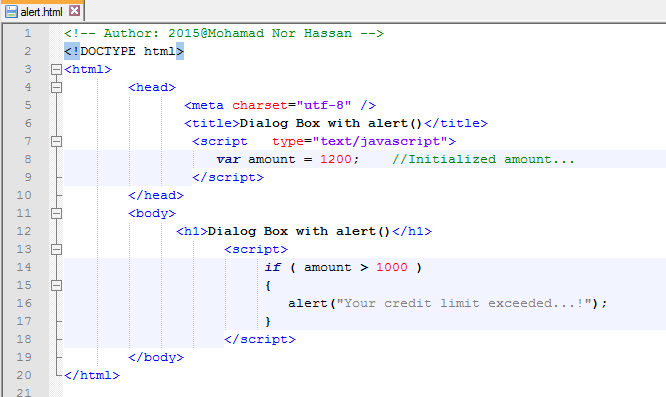 alert.html
1 <!-- Author: 2015@Mohamad Nor Hassan -->
2 <!DOCTYPE html>
3 <html>
4 <head>
5 <meta charset="utf-8" />
6 <title>Dialog Box with alert()</title>
7 <script type="text/javascript">
8 var amount = 1200; //Initialized amount...
9 </script>
10 </head>
11 <body>
12 <h1>Dialog Box with alert()</h1>
13 <script>
14 if ( amount > 1000 )
15 {
16 alert("Your credit limit exceeded...!");
17 }
18 </script>
19 </body>
20 </html>
21